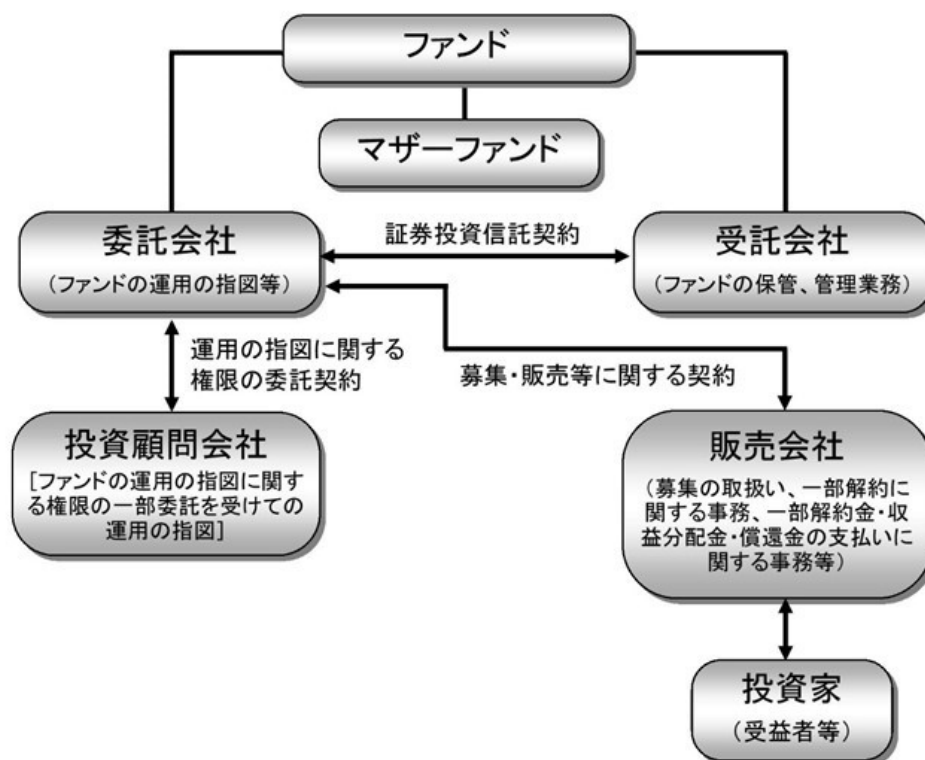 ファンド
マザーファンド
委託会社
（ファンドの運用の指図等）
証券投資信託契約
受託会社
（ファンドの保管、管理業務）
運用の指図に関する
権限の委託契約
募集・販売等に関する契約
投資顧問会社
［ファンドの運用の指図に関す
る権限の一部委託を受けての
運用の指図］
販売会社
（募集の取扱い、一部解約に
関する事務、一部解約金・収
益分配金・償還金の支払いに
関する事務等）
投資家
（受益者等）